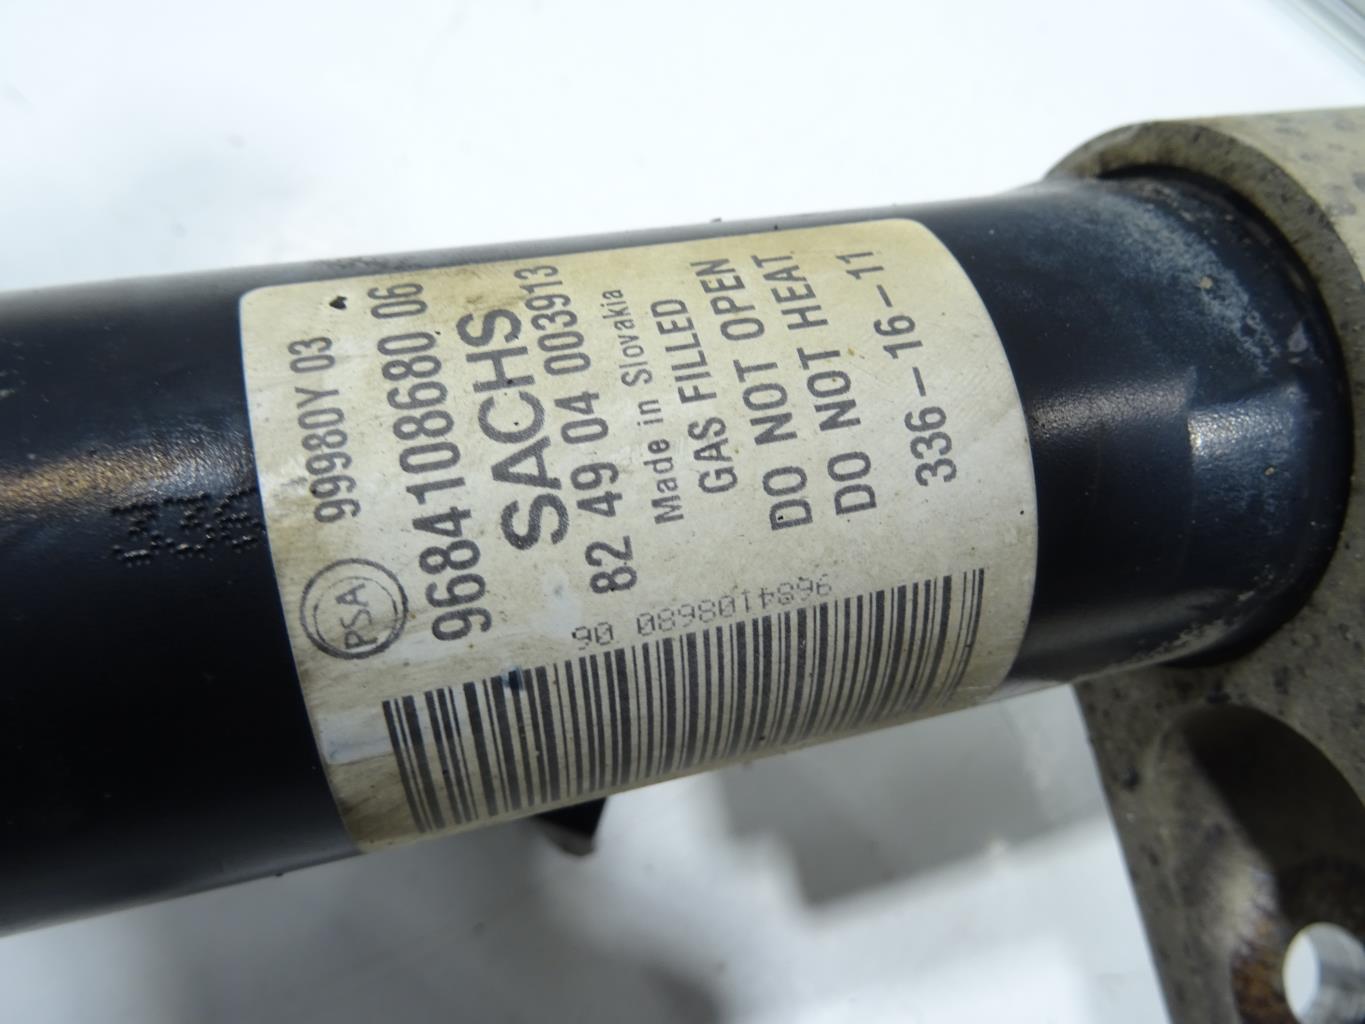 PSA 99980Y 03
9684108680 06
SACHS
82 49 04 003913
Made in Slovakia
GAS FILLED
DO NOT OPEN
DO NOT HEAT.
336-16-11
9684108680 06